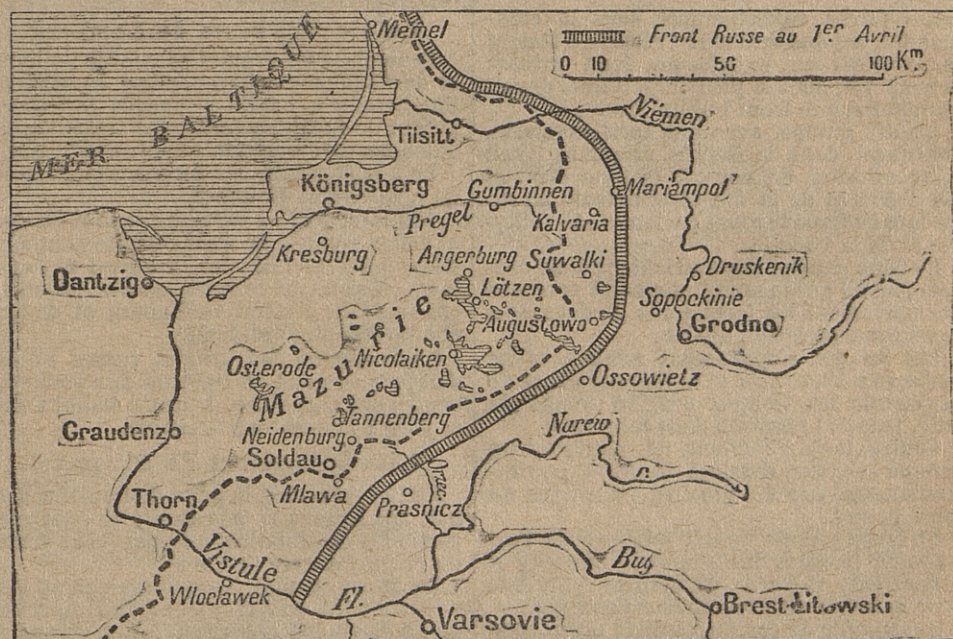 Memel
Front Russe au 1er Avril
0 10 50 100 Km.
MER BALTIQUE
Niémen
Tilsitt
Königsberg
Gumbinnen
Mariampol
Pregel
Kalvaria
Kresburg
Angerburg
Suwalki
Dantzig
Lötzen
Druskenik
Sopockinie
Augustowo
Grodno
Mazurie
Osterode
Nicolaiken
Ossowietz
Tannenberg
Graudenz
Neidenburg
Narew
Soldau
r.
Orzec
Mlawa
Prasnicz
Thorn
Vistule
Fl.
Bug
Wloclawek
Brest-Litowski
Varsovie